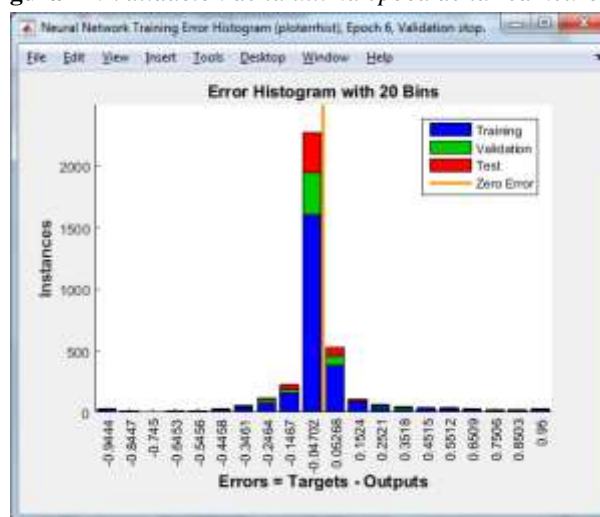 Neural Network Training Error Histogram (ploterrhist), Epoch 6, Validation stop.
File Edit View Insert Tools Desktop Window Help
Error Histogram with 20 Bins
Training
Validation
Test
Zero Error
Instances
2000
1500
1000
500
0
-0.9444
-0.8447
-0.745
-0.6453
-0.5456
-0.4458
-0.3461
-0.2464
-0.1467
-0.04702
0.05268
0.1524
0.2521
0.3518
0.4515
0.5512
0.6509
0.7506
0.8503
0.95
Errors = Targets - Outputs